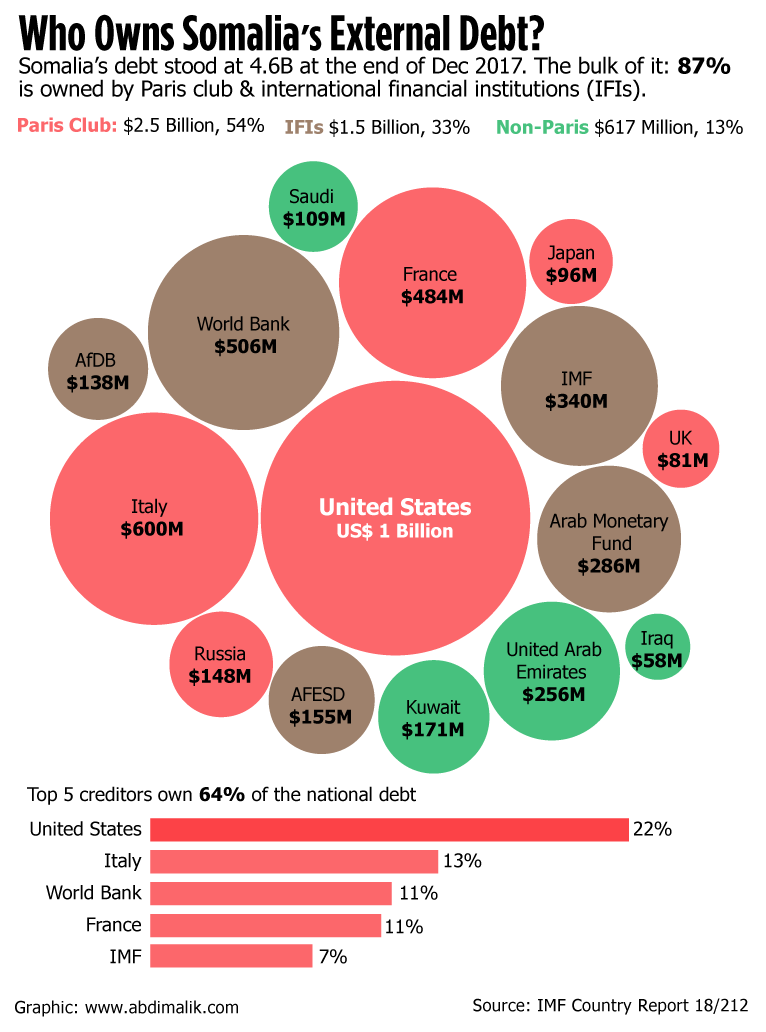 Who Owns Somalia's External Debt?
Somalia's debt stood at 4.6B at the end of Dec 2017. The bulk of it: 87%
is owned by Paris club & international financial institutions (IFIs).
Paris Club: $2.5 Billion, 54% IFIs $1.5 Billion, 33% Non-Paris $617 Million, 13%
Saudi
$109M
France
$484M
Japan
$96M
World Bank
$506M
AfDB
$138M
IMF
$340M
UK
$81M
Italy
$600M
United States
US$ 1 Billion
Arab Monetary
Fund
$286M
Russia
$148M
AFESD
$155M
Kuwait
$171M
United Arab
Emirates
$256M
Iraq
$58M
Top 5 creditors own 64% of the national debt
United States 22%
Italy 13%
World Bank 11%
France 11%
IMF 7%
Graphic: www.abdimalik.com
Source: IMF Country Report 18/212